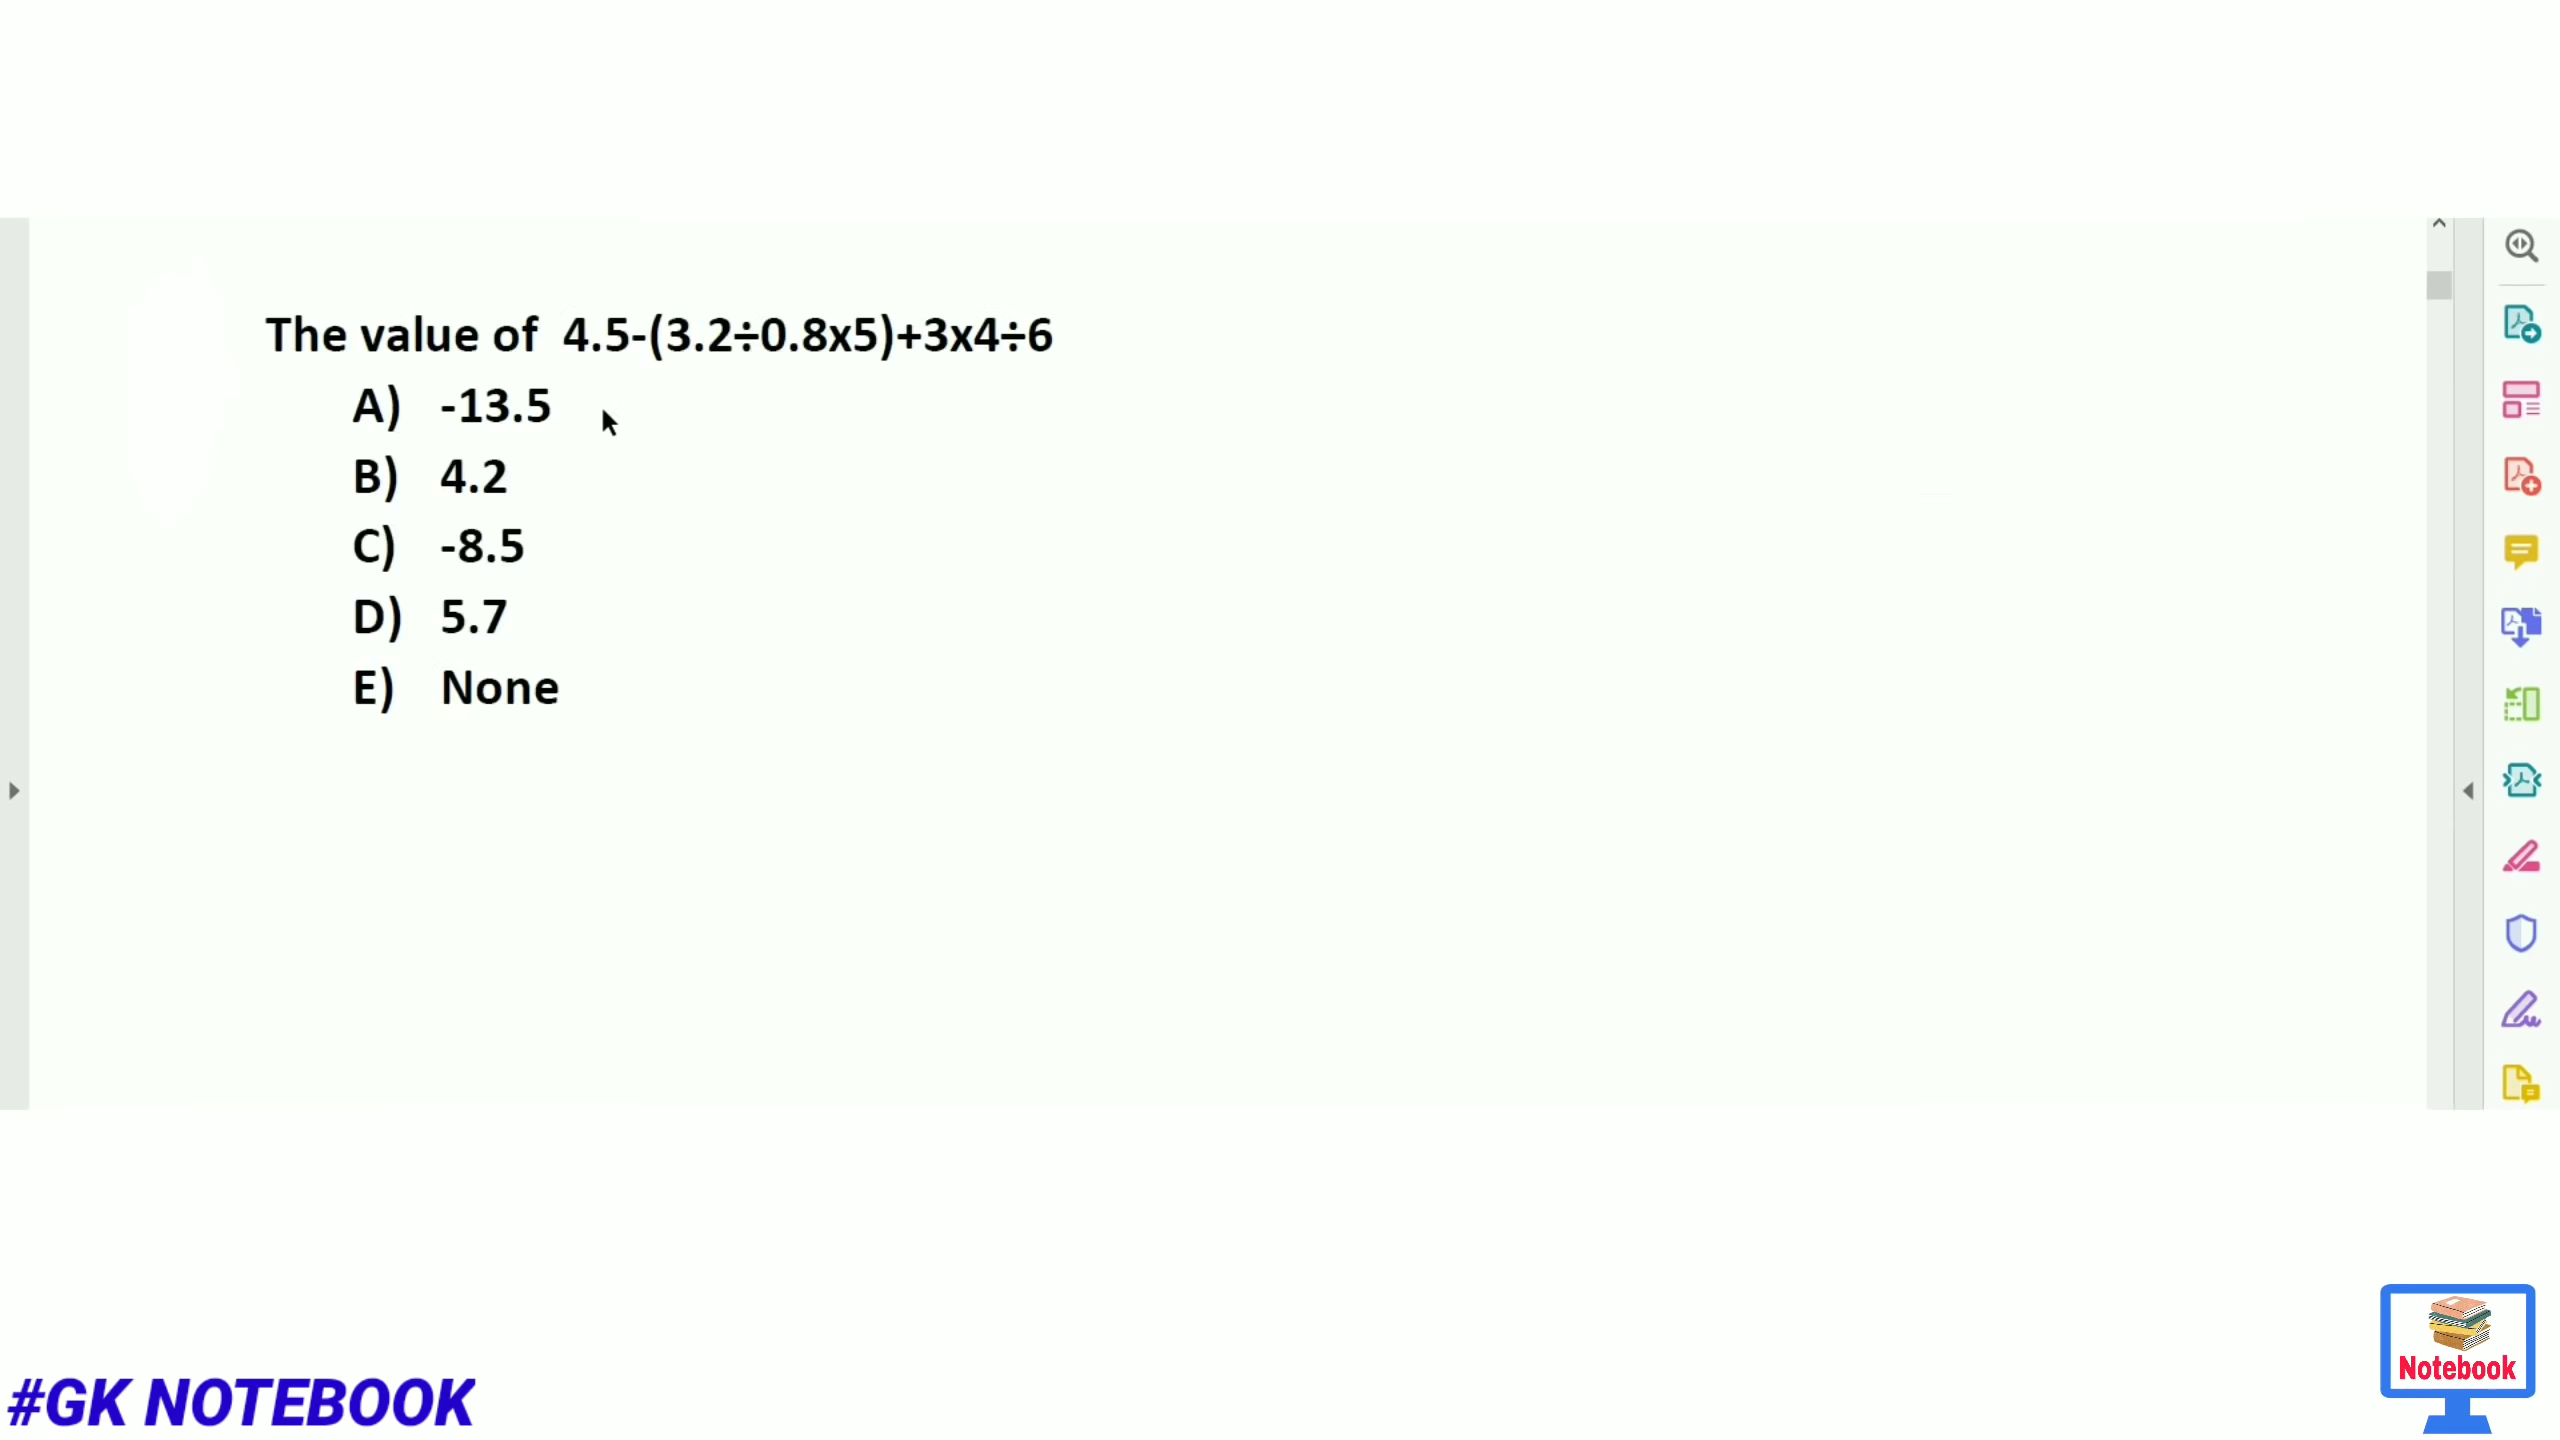 The value of 4.5-(3.2÷0.8x5)+3x4÷6
A) -13.5
B) 4.2
C) -8.5
D) 5.7
E) None
#GK NOTEBOOK
Notebook